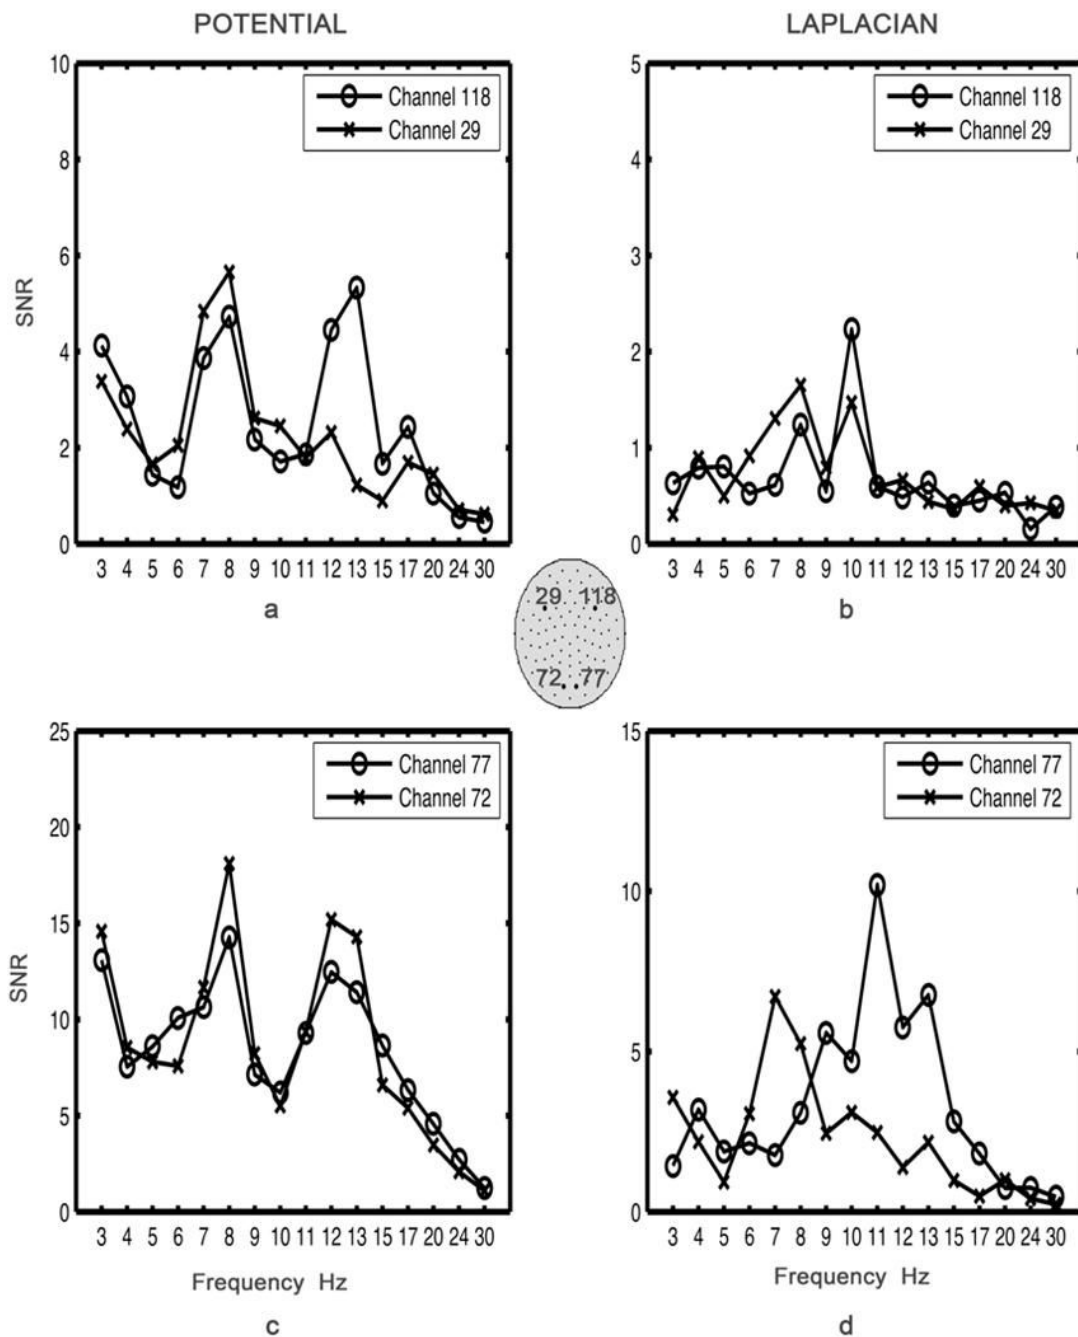 POTENTIAL
LAPLACIAN
10
8
6
4
2
0
SNR
Channel 118
Channel 29
3 4 5 6 7 8 9 10 11 12 13 15 17 20 24 30
a
5
4
3
2
1
0
Channel 118
Channel 29
3 4 5 6 7 8 9 10 11 12 13 15 17 20 24 30
b
29 118
72 77
25
20
15
10
5
0
SNR
Channel 77
Channel 72
3 4 5 6 7 8 9 10 11 12 13 15 17 20 24 30
Frequency Hz
c
15
10
5
0
Channel 77
Channel 72
3 4 5 6 7 8 9 10 11 12 13 15 17 20 24 30
Frequency Hz
d